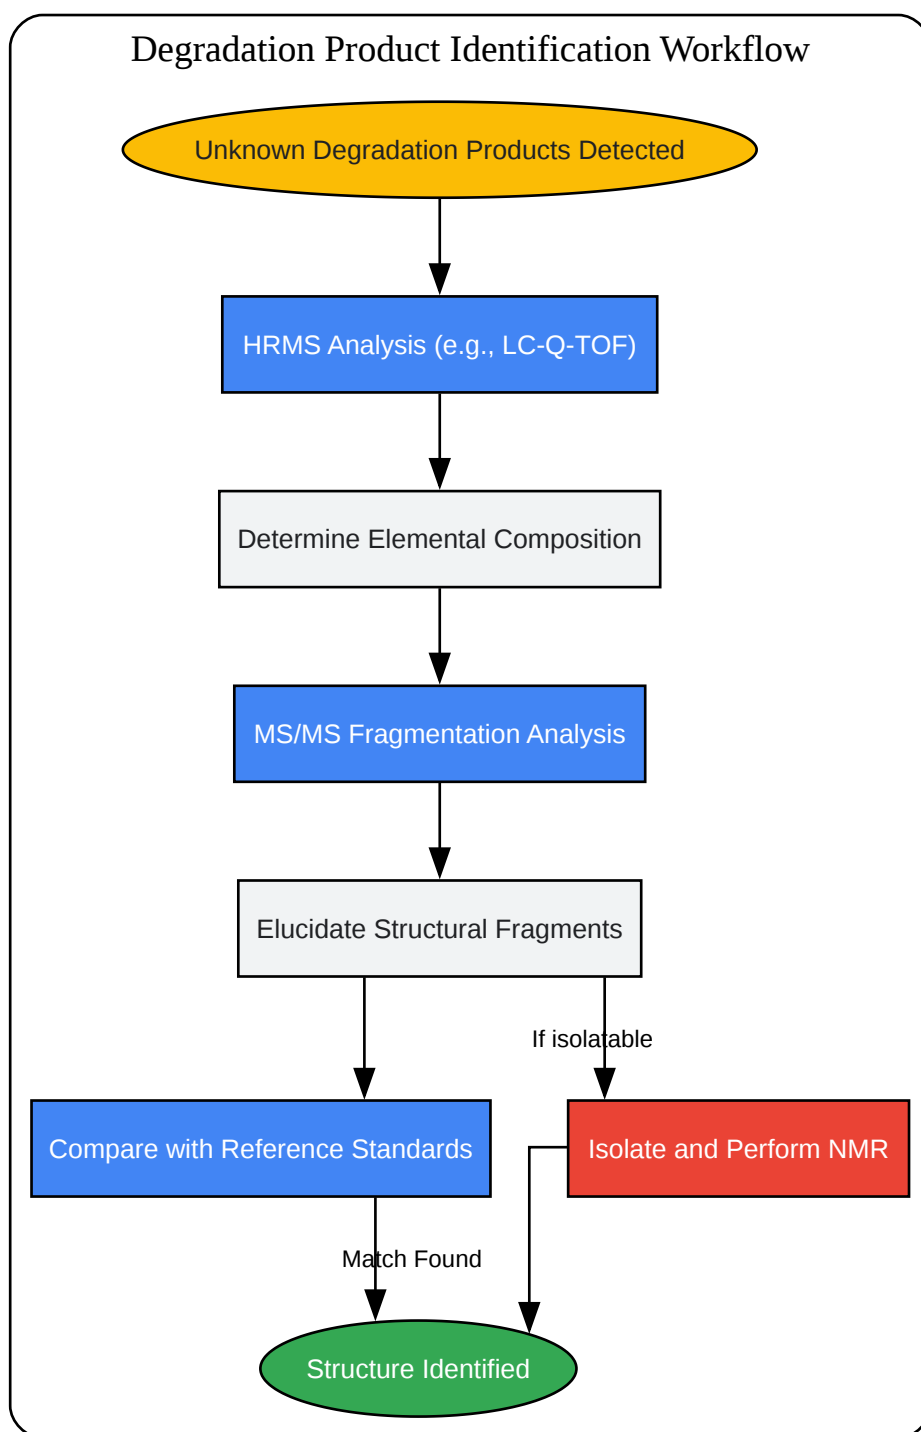 Degradation Product Identification Workflow
Unknown Degradation Products Detected
HRMS Analysis (e.g., LC-Q-TOF)
Determine Elemental Composition
MS/MS Fragmentation Analysis
Elucidate Structural Fragments
If isolatable
Compare with Reference Standards
Isolate and Perform NMR
Match Found
Structure Identified